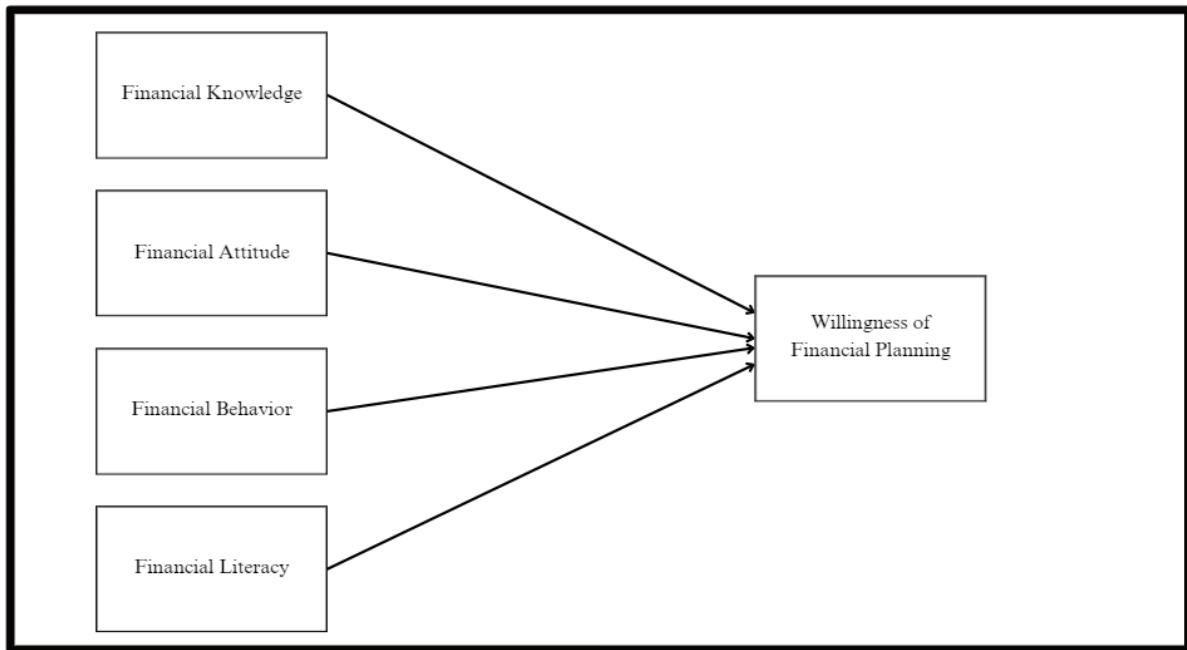 Financial Knowledge
Financial Attitude
Financial Behavior
Financial Literacy
Willingness of
Financial Planning